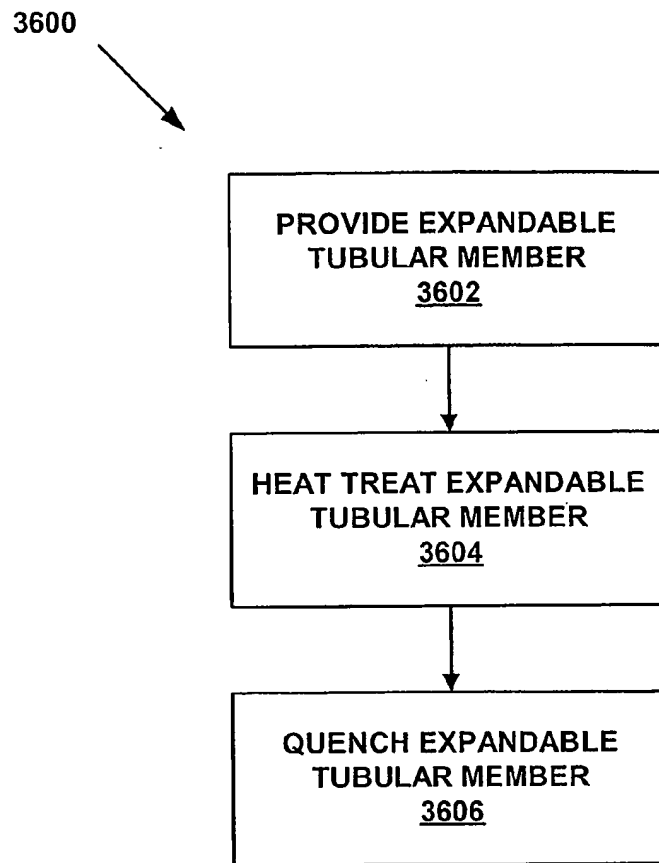 3600
PROVIDE EXPANDABLE
TUBULAR MEMBER
3602
HEAT TREAT EXPANDABLE
TUBULAR MEMBER
3604
QUENCH EXPANDABLE
TUBULAR MEMBER
3606